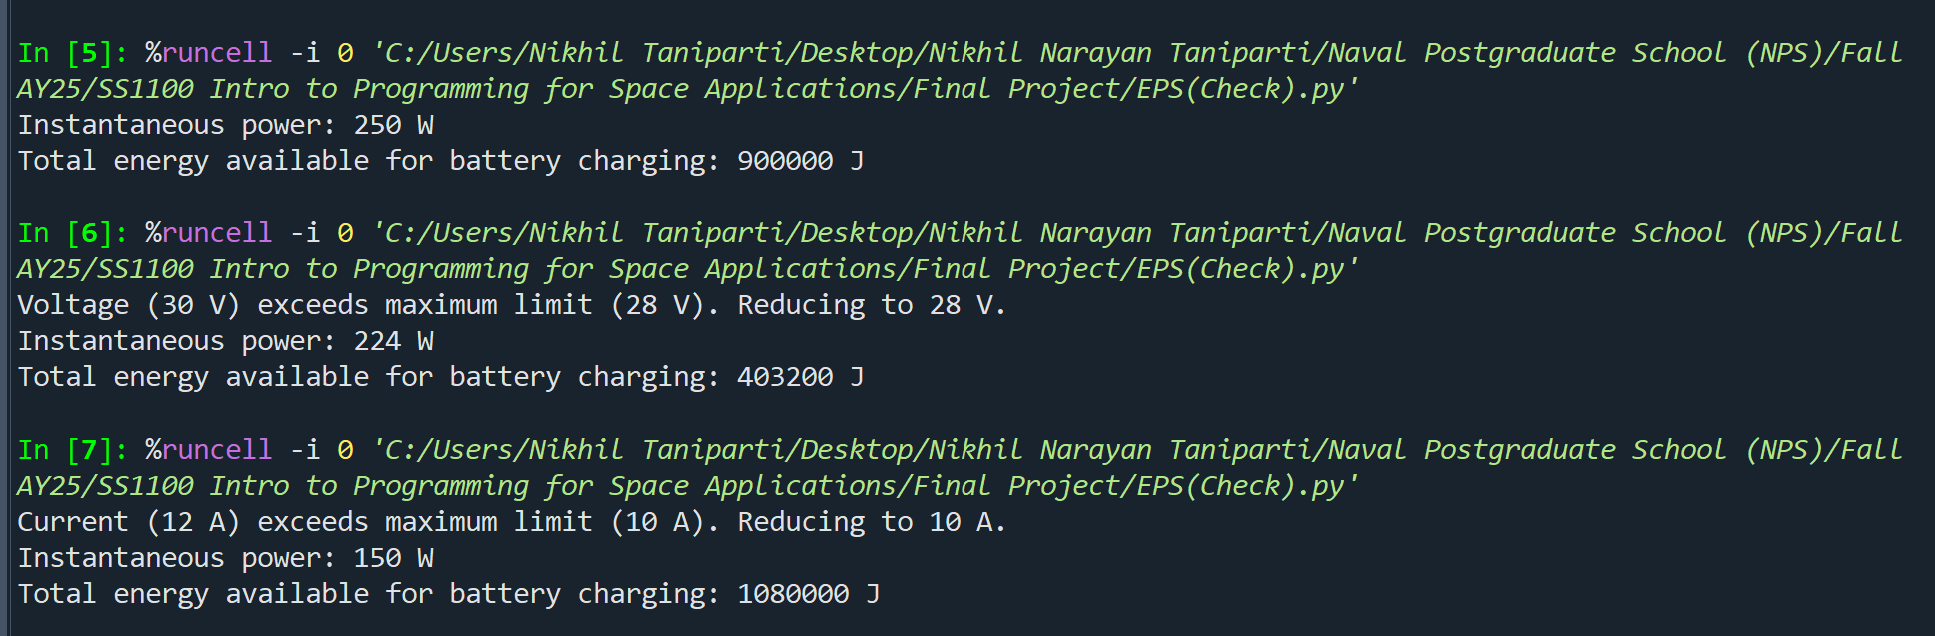 In [5]: %runcell -i 0 'C:/Users/Nikhil Taniparti/Desktop/Nikhil Narayan Taniparti/Naval Postgraduate School (NPS)/Fall
AY25/SS1100 Intro to Programming for Space Applications/Final Project/EPS(Check).py'
Instantaneous power: 250 W
Total energy available for battery charging: 900000 J
In [6]: %runcell -i 0 'C:/Users/Nikhil Taniparti/Desktop/Nikhil Narayan Taniparti/Naval Postgraduate School (NPS)/Fall
AY25/SS1100 Intro to Programming for Space Applications/Final Project/EPS(Check).py'
Voltage (30 V) exceeds maximum limit (28 V). Reducing to 28 V.
Instantaneous power: 224 W
Total energy available for battery charging: 403200 J
In [7]: %runcell -i 0 'C:/Users/Nikhil Taniparti/Desktop/Nikhil Narayan Taniparti/Naval Postgraduate School (NPS)/Fall
AY25/SS1100 Intro to Programming for Space Applications/Final Project/EPS(Check).py'
Current (12 A) exceeds maximum limit (10 A). Reducing to 10 A.
Instantaneous power: 150 W
Total energy available for battery charging: 1080000 J